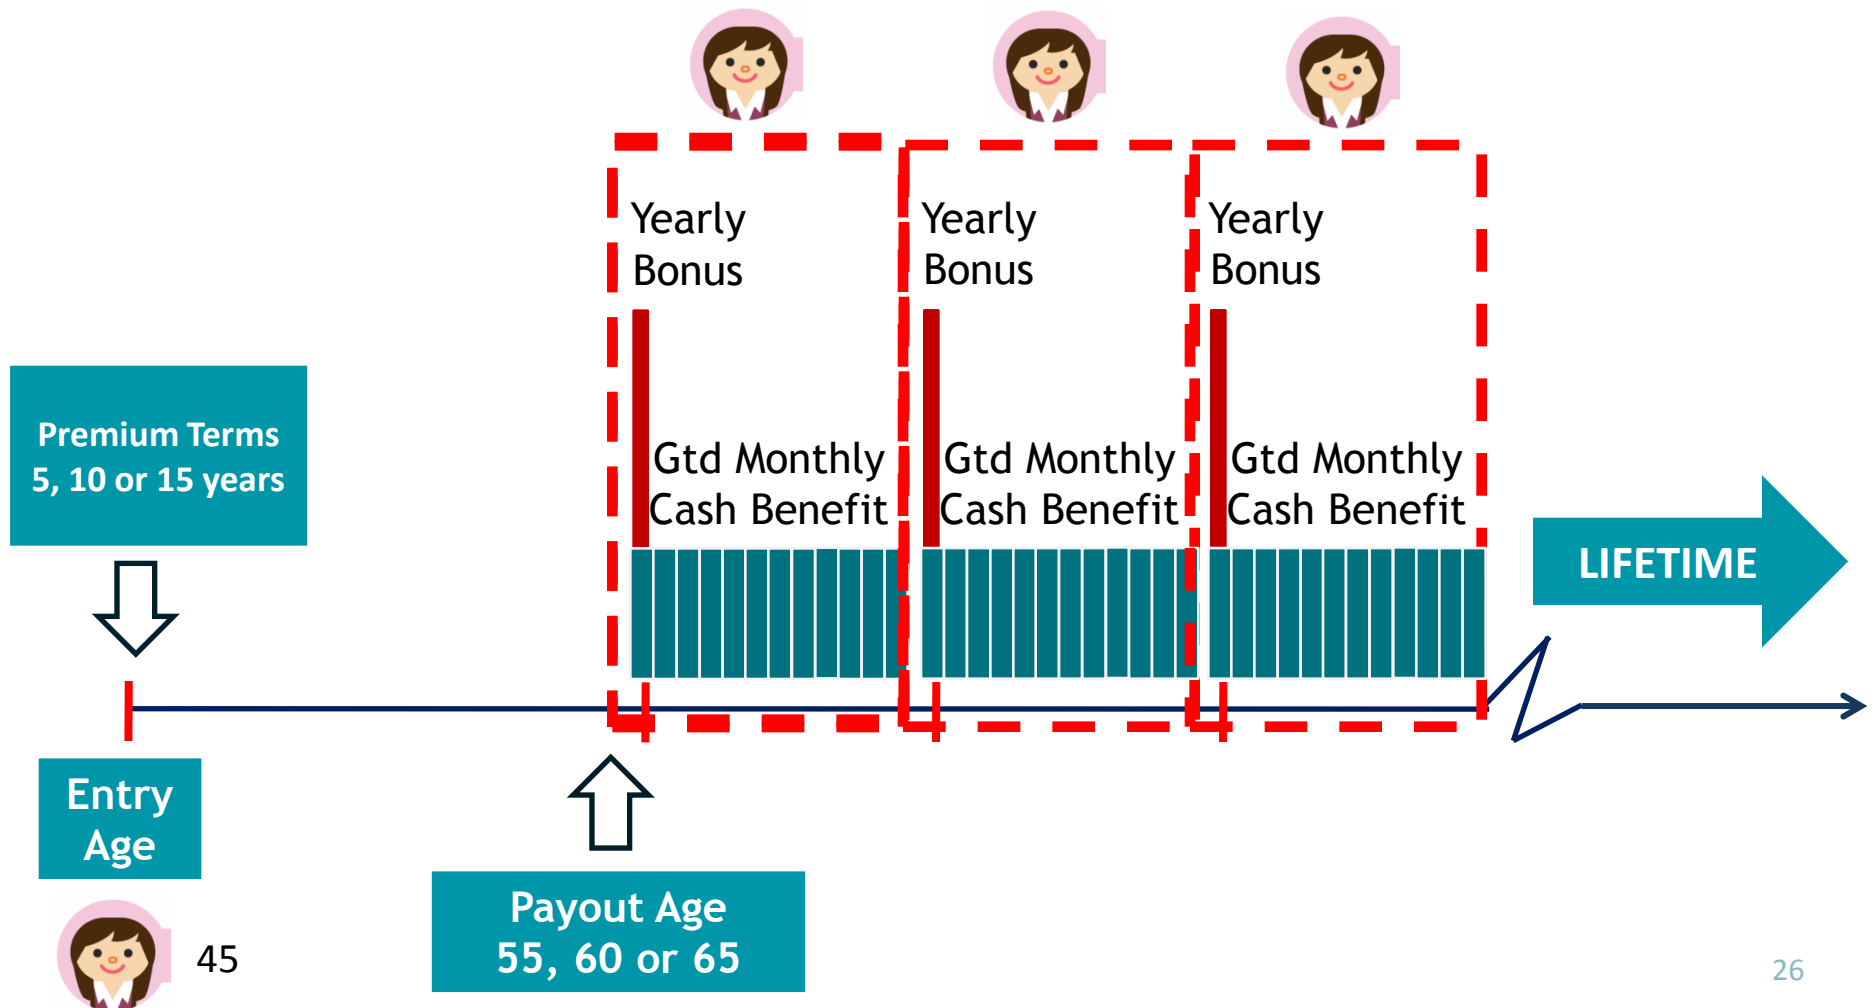 Yearly
Bonus
Yearly
Bonus
Yearly
Bonus
Premium Terms
5, 10 or 15 years
Gtd Monthly
Cash Benefit
Gtd Monthly
Cash Benefit
Gtd Monthly
Cash Benefit
LIFETIME
Entry
Age
45
Payout Age
55, 60 or 65
26